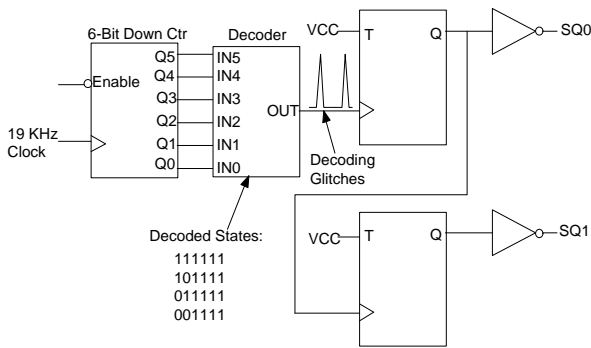 6-Bit Down Ctr
Decoder
VCC
T
Q
SQ0
Q5
IN5
Q4
IN4
Enable
Q3
IN3
OUT
Q2
IN2
19 KHz
Clock
Q1
IN1
Q0
IN0
Decoding
Glitches
Decoded States:
111111
101111
011111
001111
VCC
T
Q
SQ1